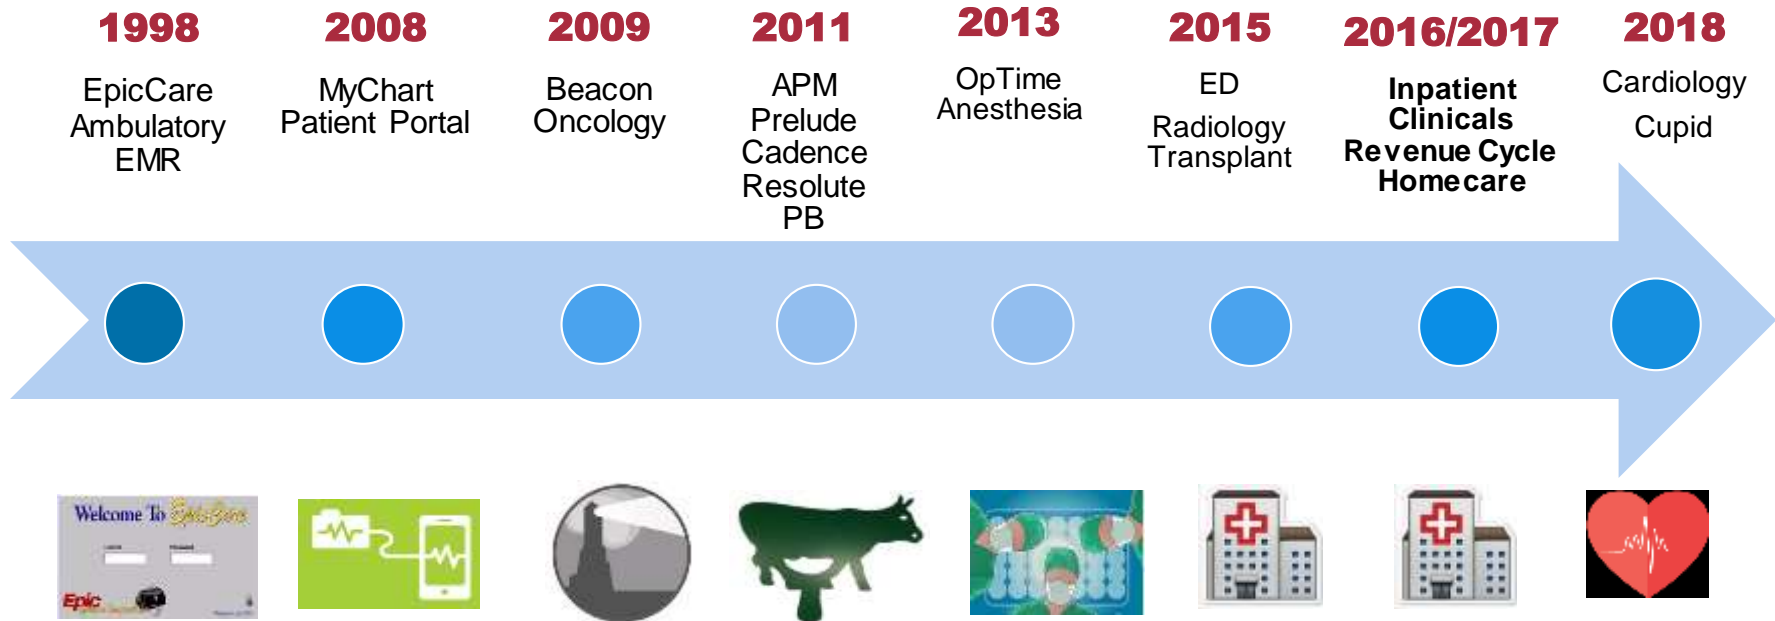 1998
EpicCare
Ambulatory
EMR
2008
MyChart
Patient Portal
2009
Beacon
Oncology
2011
APM
Prelude
Cadence
Resolute
PB
2013
OpTime
Anesthesia
2015
ED
Radiology
Transplant
2016/2017
Inpatient
Clinicals
Revenue Cycle
Homecare
2018
Cardiology
Cupid
Welcome To EpicCare
Epic